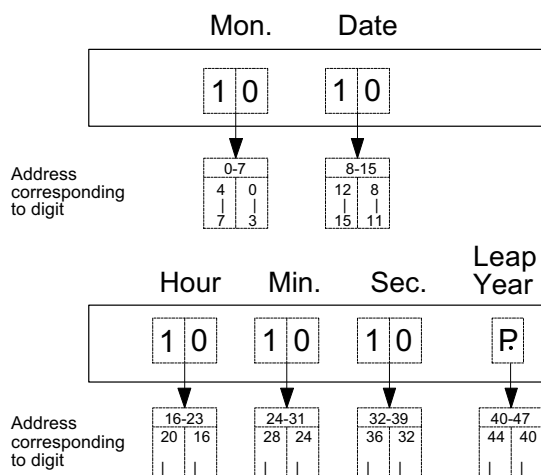 Mon. Date
1 0 1 0
Address
corresponding
to digit
0-7 8-15
4 0 12 8
7 3 15 11
Leap
Year
Hour Min. Sec.
1 0 1 0 1 0 P.
Address
corresponding
to digit
16-23 24-31 32-39 40-47
20 16 28 24 36 32 44 40